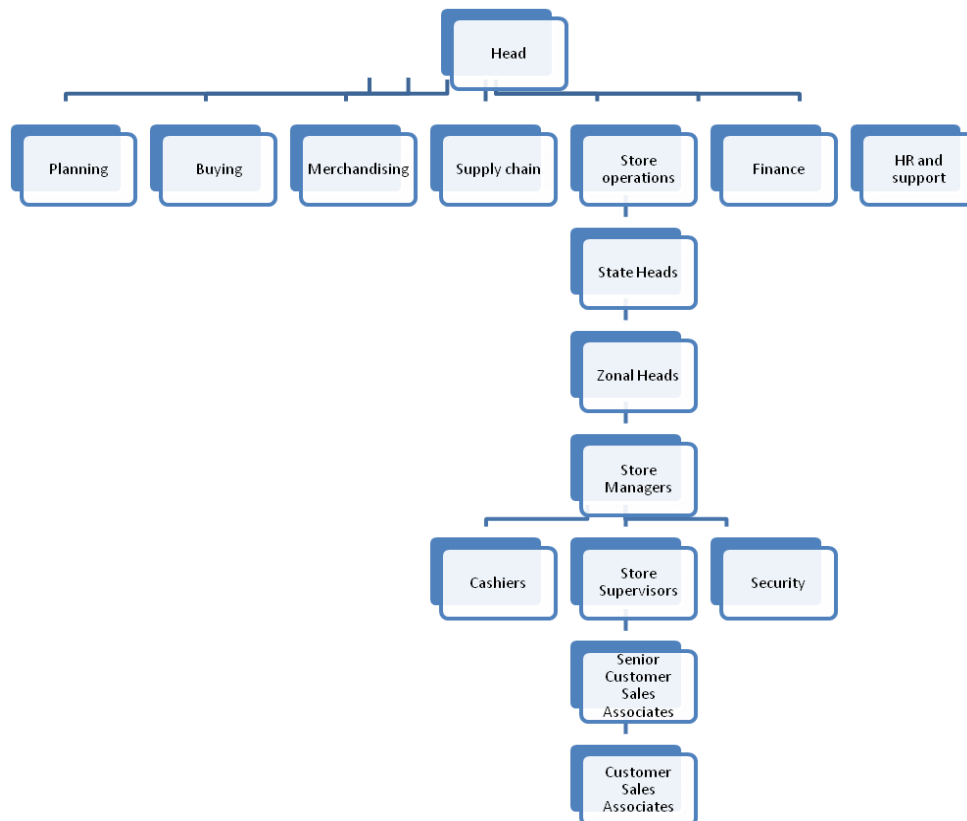 Head
Planning
Buying
Merchandising
Supply chain
Store
operations
Finance
HR and
support
State Heads
Zonal Heads
Store
Managers
Cashiers
Store
Supervisors
Security
Senior
Customer
Sales
Associates
Customer
Sales
Associates